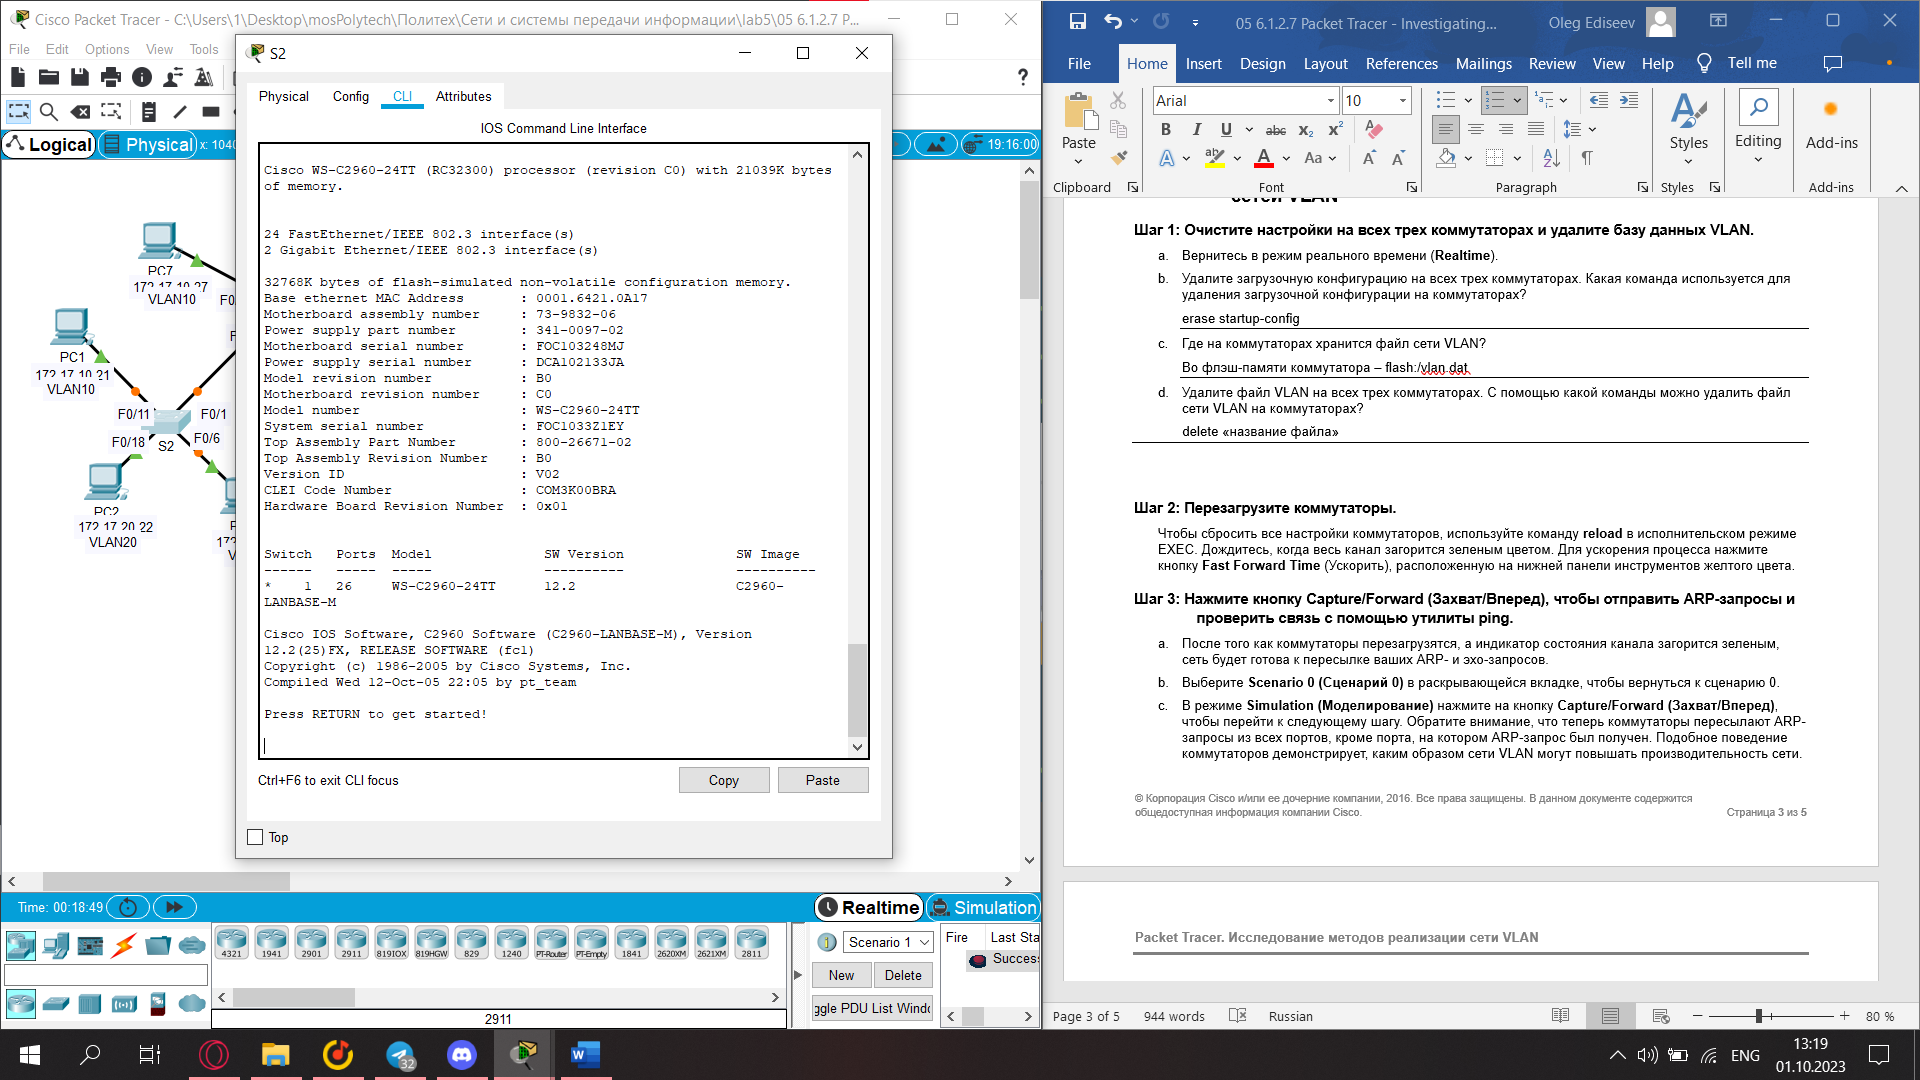 Cisco Packet Tracer - C:\Users\1\Desktop\mosPolytech\Политех\Сети и системы передачи информации\lab5\05 6.1.2.7 P...
File Edit Options View Tools
Logical Physical x: 1040
19:16:00
PC7
172.17.10.27
VLAN10
F0
PC1
172.17.10.21
VLAN10
F0/11
F0/1
F0/18
F0/6
S2
PC2
172.17.20.22
VLAN20
S2
Physical Config CLI Attributes
IOS Command Line Interface
Cisco WS-C2960-24TT (RC32300) processor (revision C0) with 21039K bytes
of memory.
24 FastEthernet/IEEE 802.3 interface(s)
2 Gigabit Ethernet/IEEE 802.3 interface(s)
32768K bytes of flash-simulated non-volatile configuration memory.
Base ethernet MAC Address : 0001.6421.0A17
Motherboard assembly number : 73-9832-06
Power supply part number : 341-0097-02
Motherboard serial number : FOC103248MJ
Power supply serial number : DCA102133JA
Model revision number : B0
Motherboard revision number : C0
Model number : WS-C2960-24TT
System serial number : FOC1033Z1EY
Top Assembly Part Number : 800-26671-02
Top Assembly Revision Number : B0
Version ID : V02
CLEI Code Number : COM3K00BRA
Hardware Board Revision Number : 0x01
Switch Ports Model SW Version SW Image
------ ----- ----- ---------- ----------
* 1 26 WS-C2960-24TT 12.2 C2960-
LANBASE-M
Cisco IOS Software, C2960 Software (C2960-LANBASE-M), Version
12.2(25)FX, RELEASE SOFTWARE (fc1)
Copyright (c) 1986-2005 by Cisco Systems, Inc.
Compiled Wed 12-Oct-05 22:05 by pt_team
Press RETURN to get started!
Ctrl+F6 to exit CLI focus
Copy Paste
Top
Time: 00:18:49
Realtime Simulation
4321 1941 2901 2911 819IOX 819HGW 829 1240 PT-Router PT-Empty 1841 2620XM 2621XM 2811
2911
Scenario 1
New Delete
ggle PDU List Windo
Fire Last Sta
Succes
05 6.1.2.7 Packet Tracer - Investigating...
Oleg Ediseev
File Home Insert Design Layout References Mailings Review View Help Tell me
Paste
Clipboard
Arial 10
Font
Paragraph
Styles
Styles
Editing
Add-ins
Add-ins
сетей VLAN
Шаг 1: Очистите настройки на всех трех коммутаторах и удалите базу данных VLAN.
a. Вернитесь в режим реального времени (Realtime).
b. Удалите загрузочную конфигурацию на всех трех коммутаторах. Какая команда используется для
удаления загрузочной конфигурации на коммутаторах?
erase startup-config
c. Где на коммутаторах хранится файл сети VLAN?
Во флэш-памяти коммутатора – flash:/vlan.dat
d. Удалите файл VLAN на всех трех коммутаторах. С помощью какой команды можно удалить файл
сети VLAN на коммутаторах?
delete «название файла»
Шаг 2: Перезагрузите коммутаторы.
Чтобы сбросить все настройки коммутаторов, используйте команду reload в исполнительском режиме
EXEC. Дождитесь, когда весь канал загорится зеленым цветом. Для ускорения процесса нажмите
кнопку Fast Forward Time (Ускорить), расположенную на нижней панели инструментов желтого цвета.
Шаг 3: Нажмите кнопку Capture/Forward (Захват/Вперед), чтобы отправить ARP-запросы и
проверить связь с помощью утилиты ping.
a. После того как коммутаторы перезагрузятся, а индикатор состояния канала загорится зеленым,
сеть будет готова к пересылке ваших ARP- и эхо-запросов.
b. Выберите Scenario 0 (Сценарий 0) в раскрывающейся вкладке, чтобы вернуться к сценарию 0.
c. В режиме Simulation (Моделирование) нажмите на кнопку Capture/Forward (Захват/Вперед),
чтобы перейти к следующему шагу. Обратите внимание, что теперь коммутаторы пересылают ARP-
запросы из всех портов, кроме порта, на котором ARP-запрос был получен. Подобное поведение
коммутаторов демонстрирует, каким образом сети VLAN могут повышать производительность сети.
© Корпорация Cisco и/или ее дочерние компании, 2016. Все права защищены. В данном документе содержится
общедоступная информация компании Cisco. Страница 3 из 5
Packet Tracer. Исследование методов реализации сети VLAN
Page 3 of 5 944 words Russian 80 %
32
ENG
13:19
01.10.2023